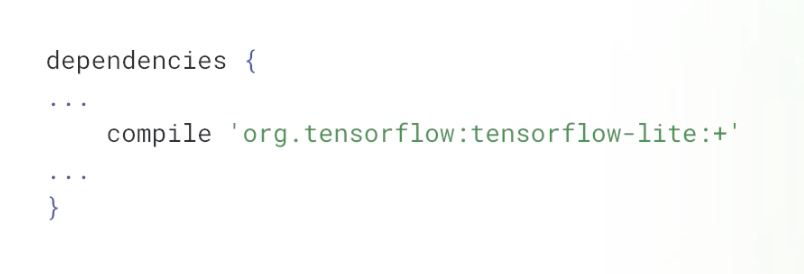 dependencies {
...
    compile 'org.tensorflow:tensorflow-lite:+'
...
}